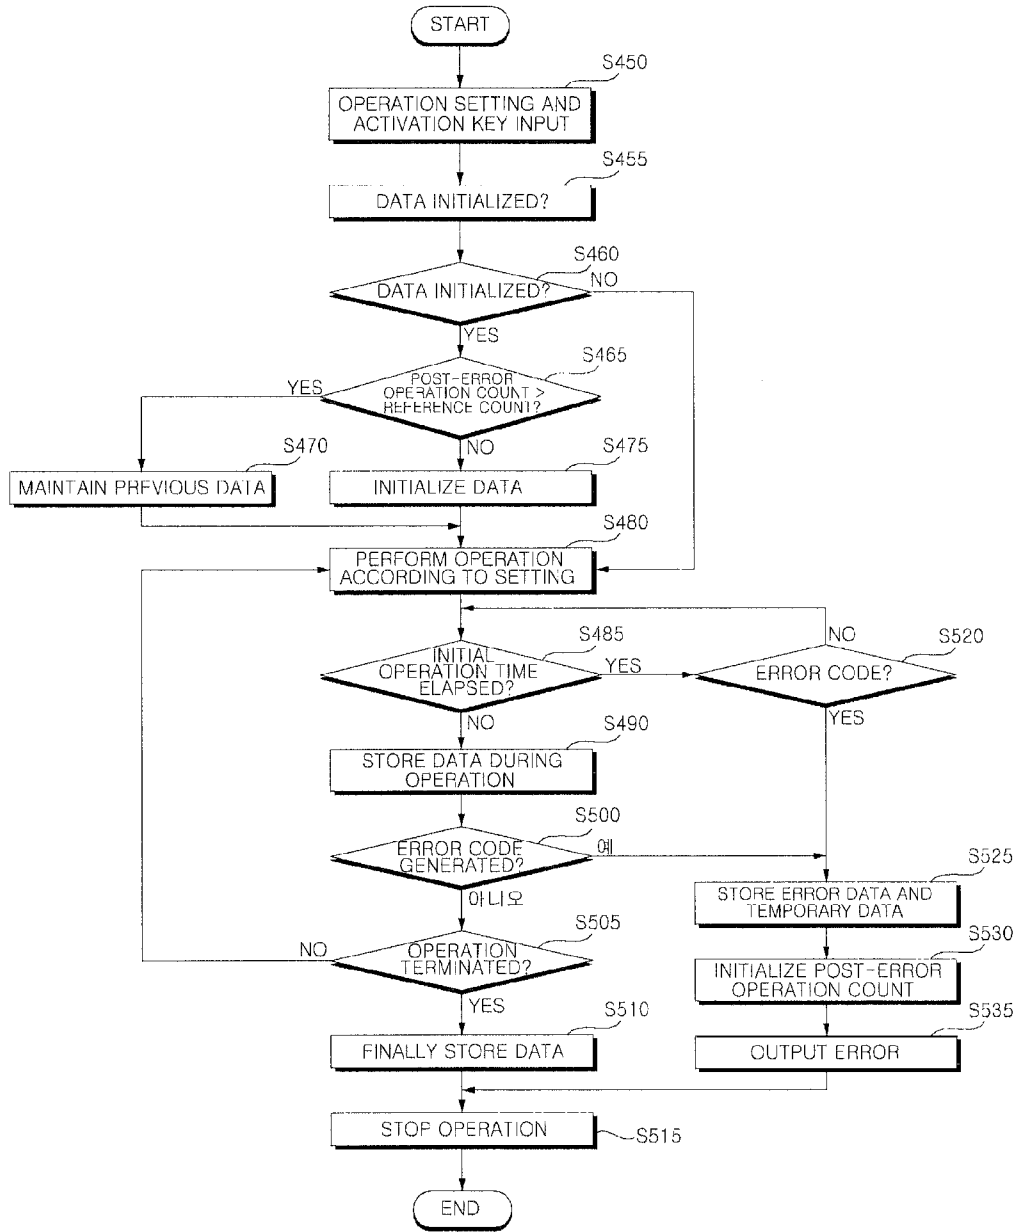 START
S450
OPERATION SETTING AND
ACTIVATION KEY INPUT
S455
DATA INITIALIZED?
S460
DATA INITIALIZED?
NO
YES
S465
POST-ERROR
OPERATION COUNT >
REFERENCE COUNT?
YES
NO
S470
MAINTAIN PREVIOUS DATA
S475
INITIALIZE DATA
S480
PERFORM OPERATION
ACCORDING TO SETTING
S485
INITIAL
OPERATION TIME
ELAPSED?
YES
NO
S520
ERROR CODE?
NO
YES
S490
STORE DATA DURING
OPERATION
S500
ERROR CODE
GENERATED?
예
아니오
S525
STORE ERROR DATA AND
TEMPORARY DATA
S505
OPERATION
TERMINATED?
NO
YES
S530
INITIALIZE POST-ERROR
OPERATION COUNT
S510
FINALLY STORE DATA
S535
OUTPUT ERROR
STOP OPERATION
S515
END